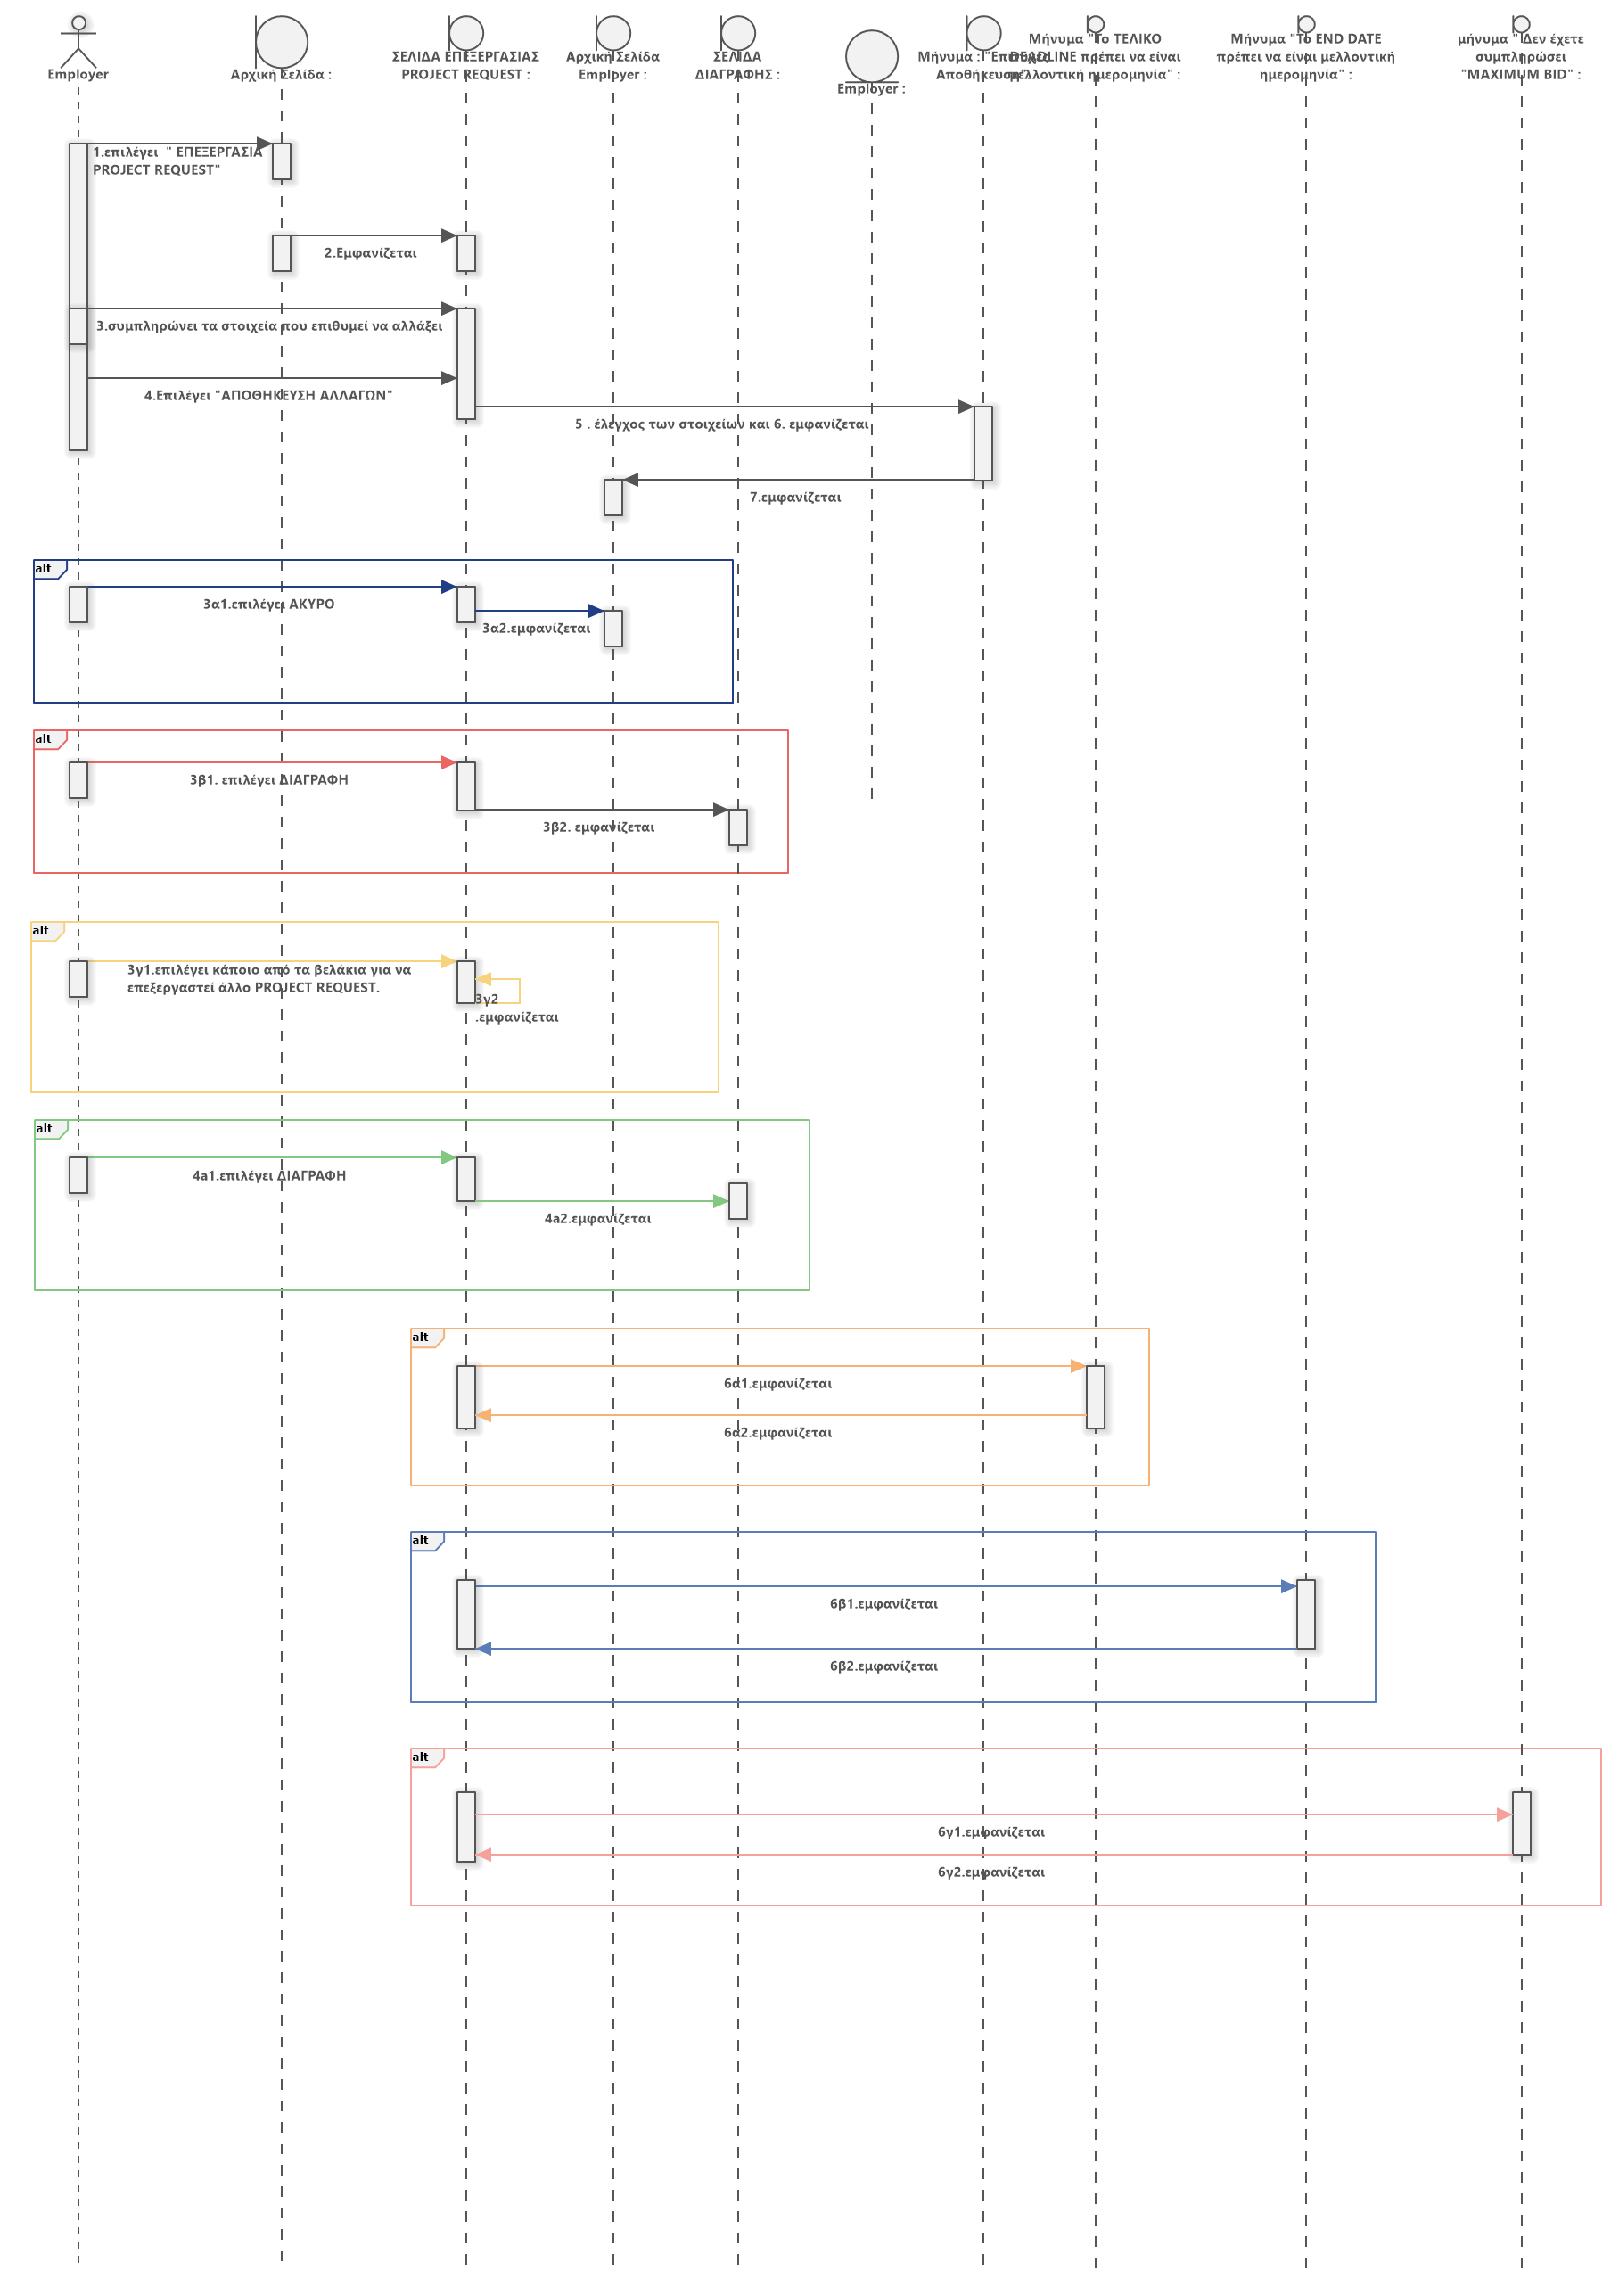 Employer
Αρχική Σελίδα :
ΣΕΛΙΔΑ ΕΠΕΞΕΡΓΑΣΙΑΣ
PROJECT REQUEST :
Αρχική Σελίδα
Employer :
ΣΕΛΙΔΑ
ΔΙΑΓΡΑΦΗΣ :
Employer :
Μήνυμα : "Επιτυχής
Αποθήκευση" :
Μήνυμα "Το ΤΕΛΙΚΟ
DEADLINE πρέπει να είναι
μελλοντική ημερομηνία" :
Μήνυμα "Το END DATE
πρέπει να είναι μελλοντική
ημερομηνία" :
μήνυμα " Δεν έχετε
συμπληρώσει
"MAXIMUM BID" :
1.επιλέγει " ΕΠΕΞΕΡΓΑΣΙΑ
PROJECT REQUEST"
2.Εμφανίζεται
3.συμπληρώνει τα στοιχεία που επιθυμεί να αλλάξει
4.Επιλέγει "ΑΠΟΘΗΚΕΥΣΗ ΑΛΛΑΓΩΝ"
5 . έλεγχος των στοιχείων και 6. εμφανίζεται
7.εμφανίζεται
alt
3α1.επιλέγει ΑΚΥΡΟ
3α2.εμφανίζεται
alt
3β1. επιλέγει ΔΙΑΓΡΑΦΗ
3β2. εμφανίζεται
alt
3γ1.επιλέγει κάποιο από τα βελάκια για να
επεξεργαστεί άλλο PROJECT REQUEST.
3γ2
.εμφανίζεται
alt
4a1.επιλέγει ΔΙΑΓΡΑΦΗ
4a2.εμφανίζεται
alt
6α1.εμφανίζεται
6α2.εμφανίζεται
alt
6β1.εμφανίζεται
6β2.εμφανίζεται
alt
6γ1.εμφανίζεται
6γ2.εμφανίζεται